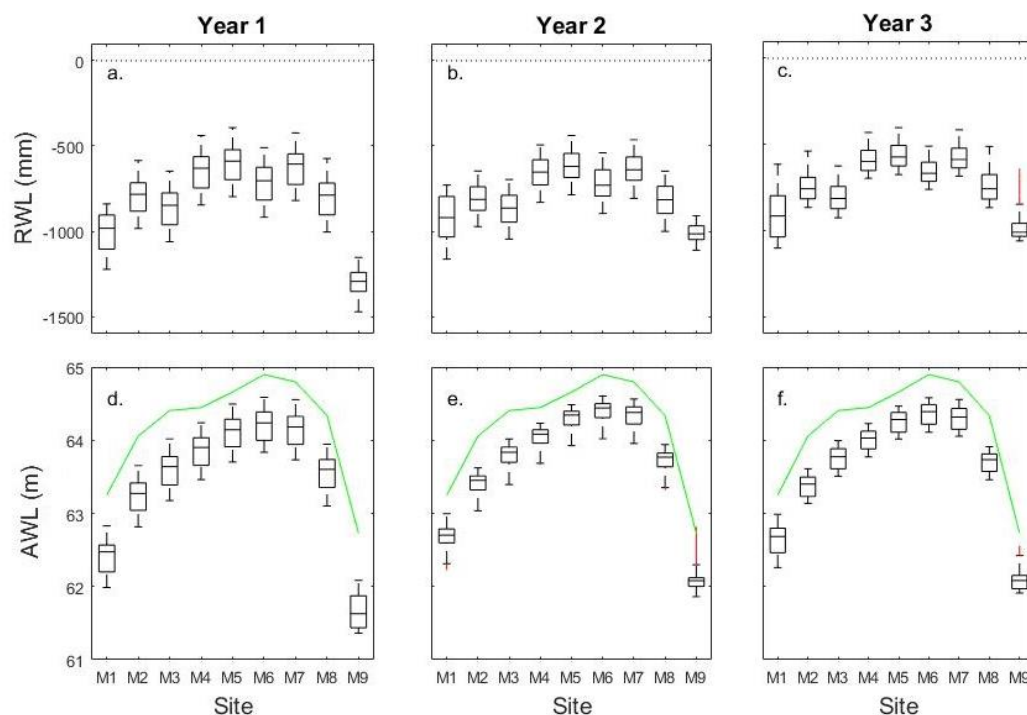 Year 1 Year 2 Year 3
0
a. b. c.
-500
RWL (mm)
-1000
-1500
65
d. e. f.
64
AWL (m)
63
62
61
M1 M2 M3 M4 M5 M6 M7 M8 M9 M1 M2 M3 M4 M5 M6 M7 M8 M9 M1 M2 M3 M4 M5 M6 M7 M8 M9
Site Site Site